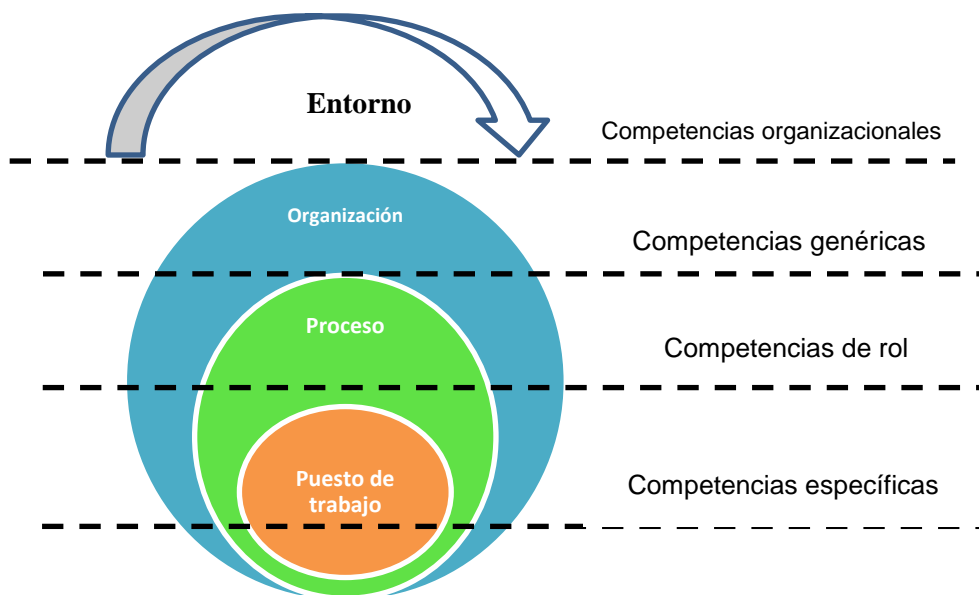 Entorno
Competencias organizacionales
Organización
Competencias genéricas
Proceso
Competencias de rol
Puesto de
trabajo
Competencias específicas